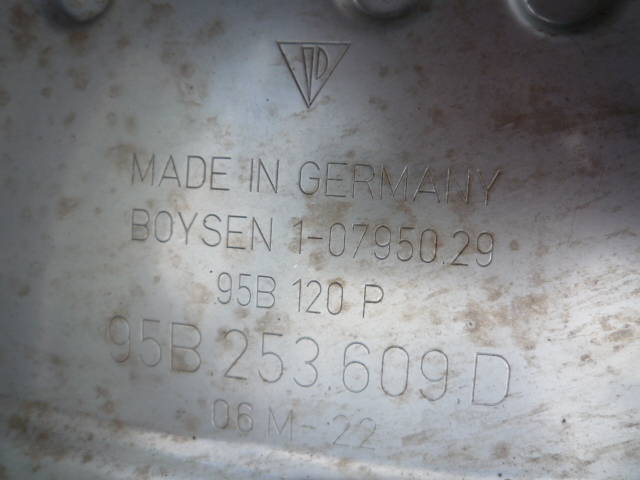 MADE IN GERMANY
BOYSEN 1-07950.29
95B 120 P
95B.253.609.D
06 M - 22